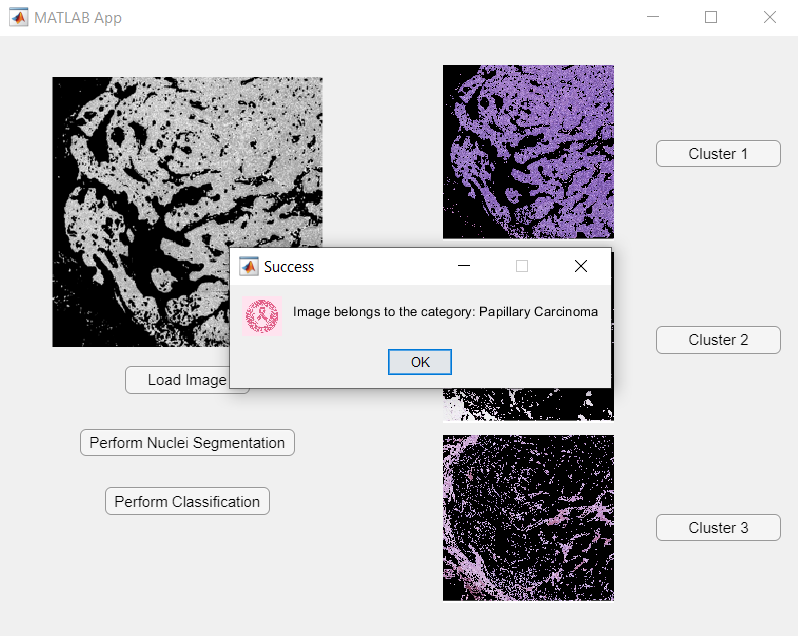 MATLAB App
Cluster 1
Success
Image belongs to the category: Papillary Carcinoma
OK
Cluster 2
Load Image
Perform Nuclei Segmentation
Perform Classification
Cluster 3